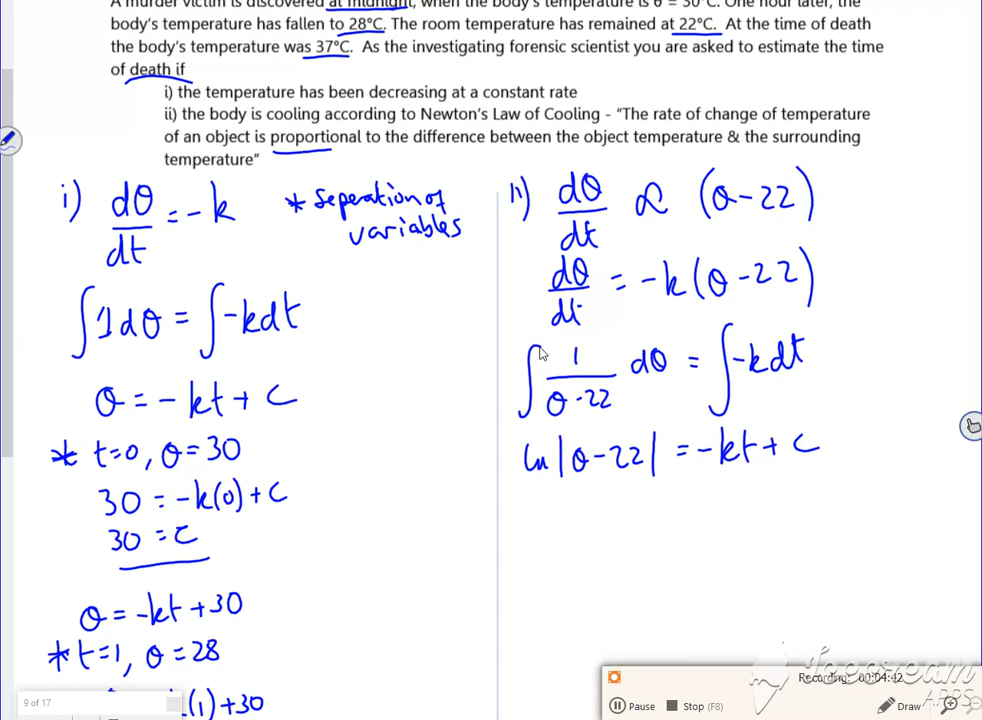 A murder victim is discovered at midnight, when the body's temperature is θ = 30°C. One hour later, the
body's temperature has fallen to 28°C. The room temperature has remained at 22°C. At the time of death
the body's temperature was 37°C. As the investigating forensic scientist you are asked to estimate the time
of death if
i) the temperature has been decreasing at a constant rate
ii) the body is cooling according to Newton's Law of Cooling - "The rate of change of temperature
of an object is proportional to the difference between the object temperature & the surrounding
temperature"
i) dθ/dt = -k
* Seperation of
variables
∫1dθ = ∫-kdt
θ = -kt + c
* t=0, θ=30
30 = -k(0)+c
30 = c
θ = -kt +30
* t=1, θ = 28
(1)+30
ii) dθ/dt ∝ (θ-22)
dθ/dt = -k(θ-22)
∫ 1/(θ-22) dθ = ∫-kdt
ln|θ-22| = -kt + c
9 of 17
Recording: 00:04:42
Pause
Stop (F8)
Draw
Icecream
APPS